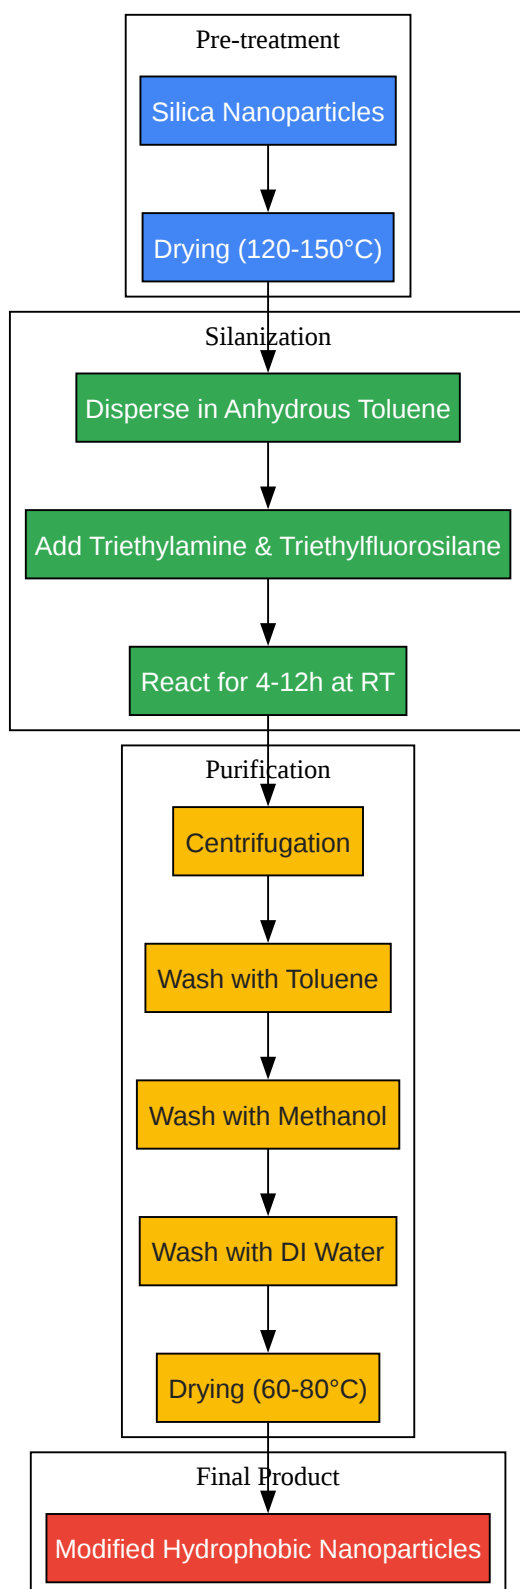 Pre-treatment
Silica Nanoparticles
Drying (120-150°C)
Silanization
Disperse in Anhydrous Toluene
Add Triethylamine & Triethylfluorosilane
React for 4-12h at RT
Purification
Centrifugation
Wash with Toluene
Wash with Methanol
Wash with DI Water
Drying (60-80°C)
Final Product
Modified Hydrophobic Nanoparticles